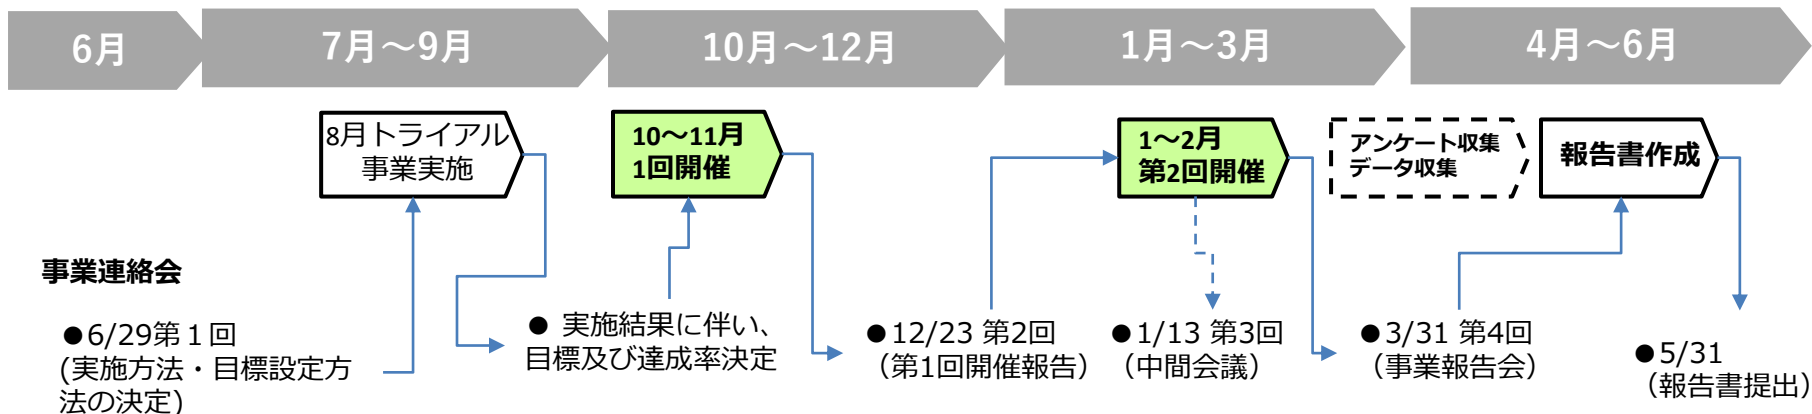 6月
7月～9月
10月～12月
1月～3月
4月～6月
8月トライアル
事業実施
10～11月
1回開催
1～2月
第2回開催
アンケート収集
データ収集
報告書作成
事業連絡会
●6/29第１回
(実施方法・目標設定方
法の決定)
● 実施結果に伴い、
目標及び達成率決定
●12/23 第2回
（第1回開催報告）
●1/13 第3回
（中間会議）
●3/31 第4回
（事業報告会）
●5/31
（報告書提出）